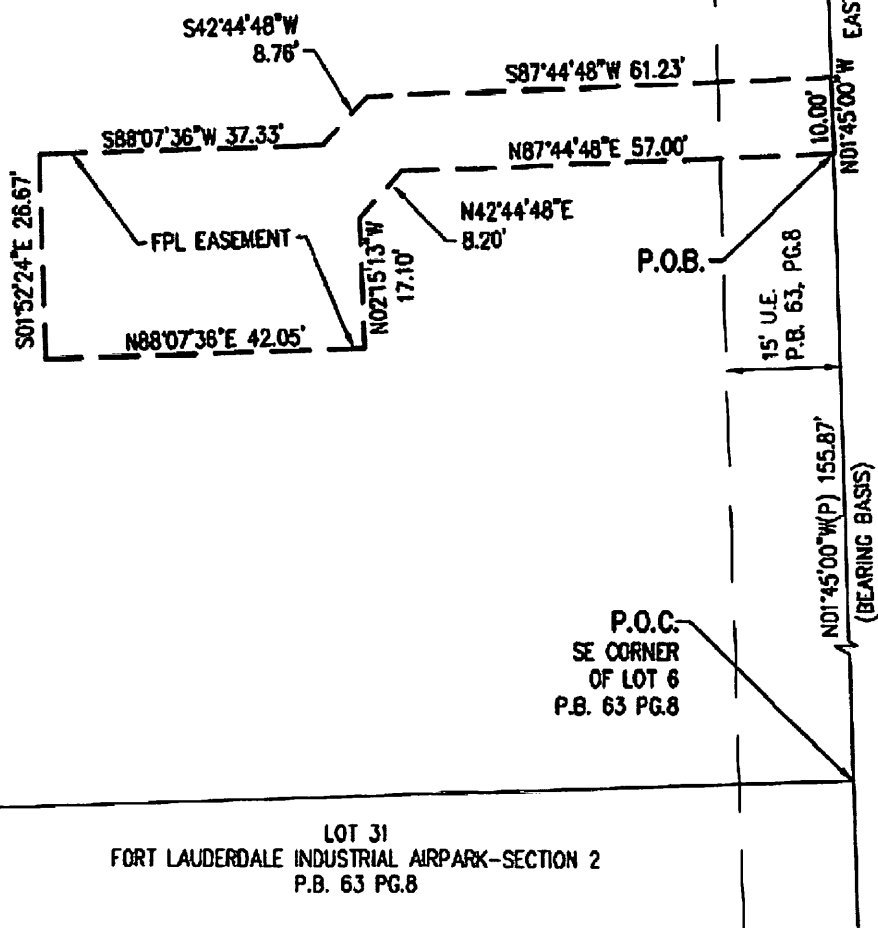 S42°44'48"W
8.76'
S87°44'48"W 61.23'
S88°07'36"W 37.33'
N87°44'48"E 57.00'
10.00'
N01°45'00"W
S01°52'24"E 26.67'
FPL EASEMENT
N42°44'48"E
8.20'
N02°15'13"W
17.10'
N88°07'36"E 42.05'
P.O.B.
15' U.E.
P.B. 63, PG.8
N01°45'00"W(P) 155.87'
(BEARING BASIS)
P.O.C.
SE CORNER
OF LOT 6
P.B. 63 PG.8
LOT 31
FORT LAUDERDALE INDUSTRIAL AIRPARK-SECTION 2
P.B. 63 PG.8